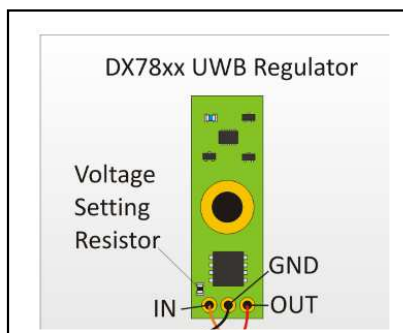 DX78xx UWB Regulator
Voltage
Setting
Resistor
GND
IN
OUT